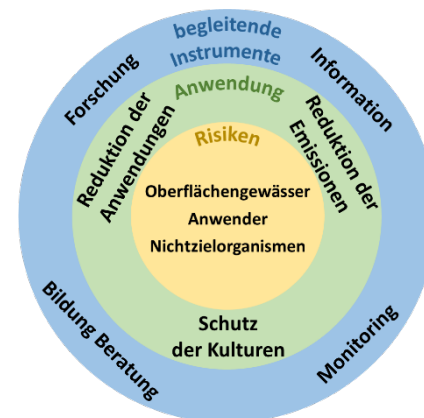 begleitende
Instrumente
Forschung
Information
Anwendung
Reduktion der
Anwendungen
Reduktion der
Emissionen
Risiken
Oberflächengewässer
Anwender
Nichtzielorganismen
Schutz
der Kulturen
Bildung Beratung
Monitoring